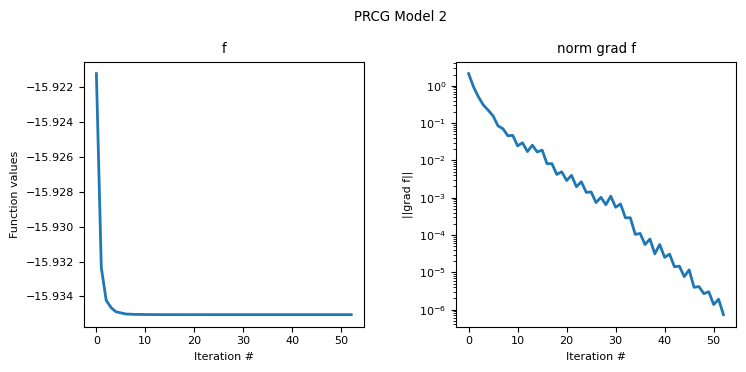 PRCG Model 2
f
Function values
−15.922
−15.924
−15.926
−15.928
−15.930
−15.932
−15.934
0 10 20 30 40 50
Iteration #
norm grad f
||grad f||
10⁰
10⁻¹
10⁻²
10⁻³
10⁻⁴
10⁻⁵
10⁻⁶
0 10 20 30 40 50
Iteration #